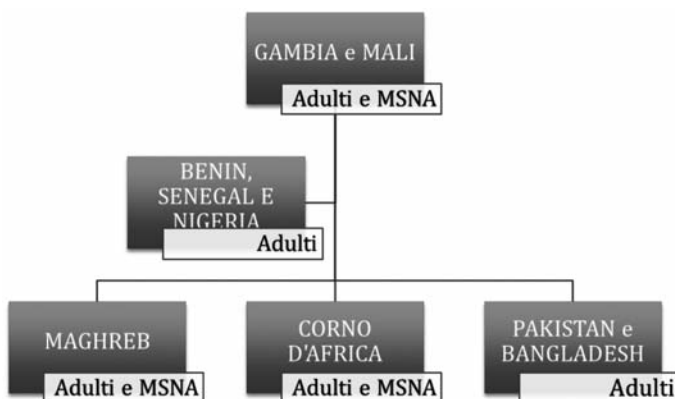 GAMBIA e MALI
Adulti e MSNA
BENIN,
SENEGAL E
NIGERIA
Adulti
MAGHREB
Adulti e MSNA
CORNO
D'AFRICA
Adulti e MSNA
PAKISTAN e
BANGLADESH
Adulti